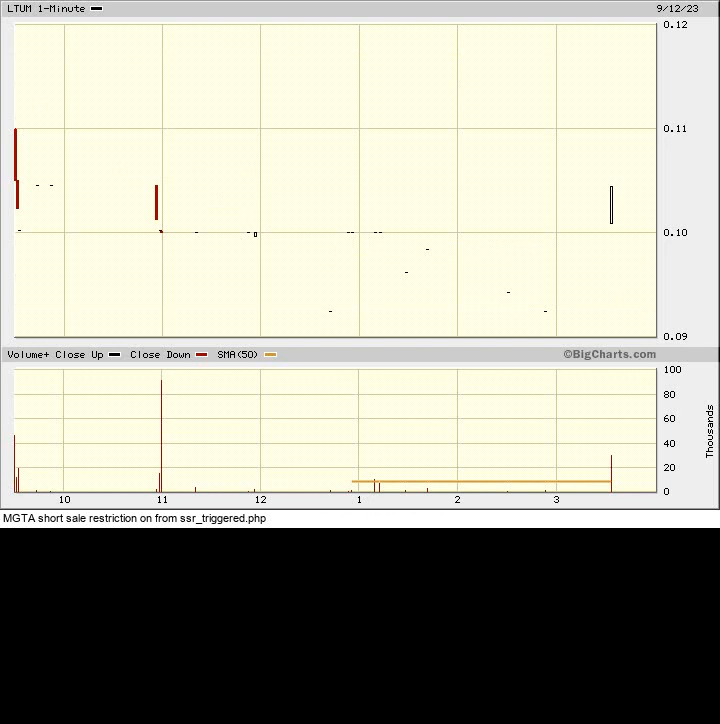 LTUM 1-Minute 9/12/23
0.12
0.11
0.10
0.09
Volume+ Close Up Close Down SMA(50) ©BigCharts.com
100
80
60
40
20
0
Thousands
10 11 12 1 2 3
MGTA short sale restriction on from ssr_triggered.php